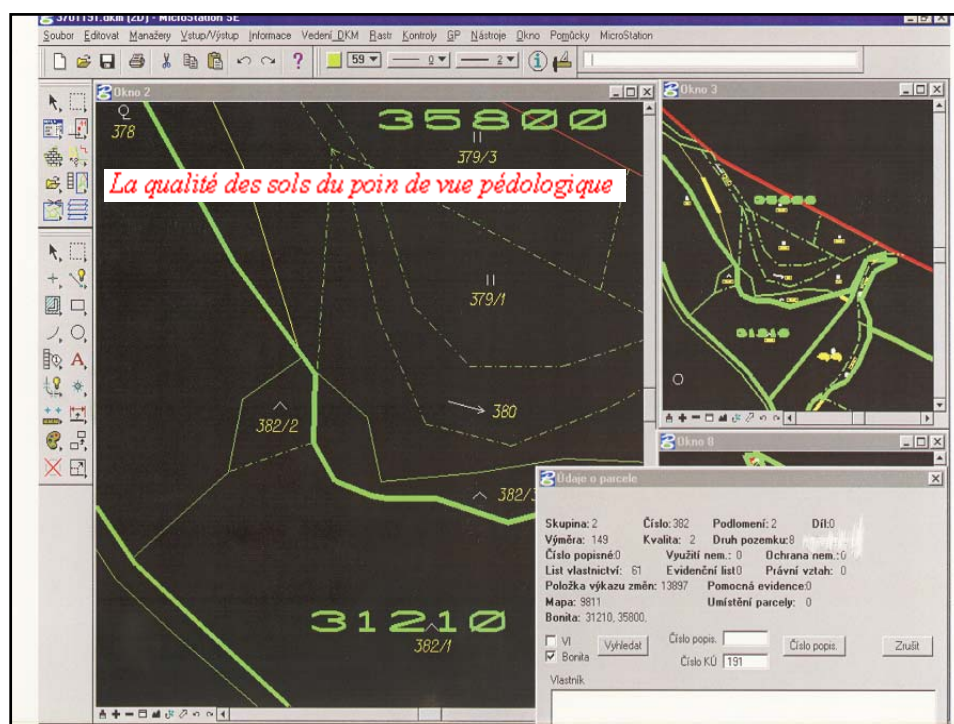 3701191.dkm (2D) - MicroStation SE
Soubor Editovat Manažery Vstup/Výstup Informace Vedení_DKM Rastr Kontroly GP Nástroje Okno Pomůcky MicroStation
59 0 2
Okno 2
378
35800
379/3
La qualité des sols du poin de vue pédologique
379/1
380
382/2
382/3
31210
382/1
Okno 3
35800
31210
Okno 8
Údaje o parcele
Skupina: 2 Číslo: 382 Podlomení: 2 Díl:0
Výměra: 149 Kvalita: 2 Druh pozemku:8
Číslo popisné:0 Využití nem.: 0 Ochrana nem.:0
List vlastnictví: 61 Evidenční list0 Právní vztah: 0
Položka výkazu změn: 13897 Pomocná evidence:0
Mapa: 9811 Umístění parcely: 0
Bonita: 31210, 35800,
Vl Vyhledat Číslo popis. Číslo popis. Zrušit
Bonita Číslo KÚ 191
Vlastník